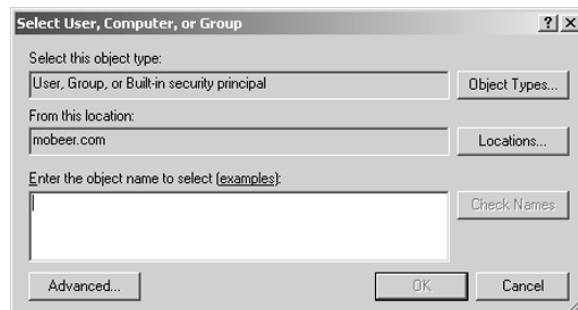 Select User, Computer, or Group
Select this object type:
User, Group, or Built-in security principal
Object Types...
From this location:
mobeer.com
Locations...
Enter the object name to select (examples):
Check Names
Advanced...
OK
Cancel